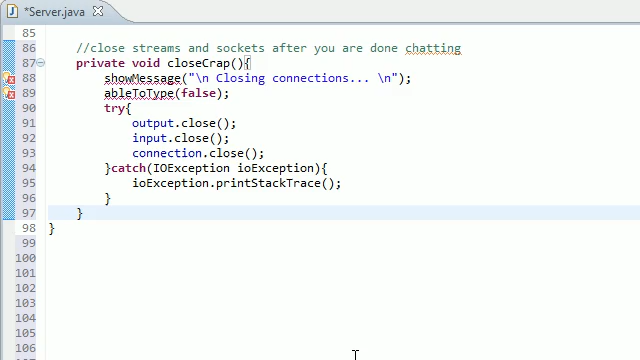 *Server.java
85
86 //close streams and sockets after you are done chatting
87 private void closeCrap(){
88 showMessage("\n Closing connections... \n");
89 ableToType(false);
90 try{
91 output.close();
92 input.close();
93 connection.close();
94 }catch(IOException ioException){
95 ioException.printStackTrace();
96 }
97 }
98 }
99
100
101
102
103
104
105
106